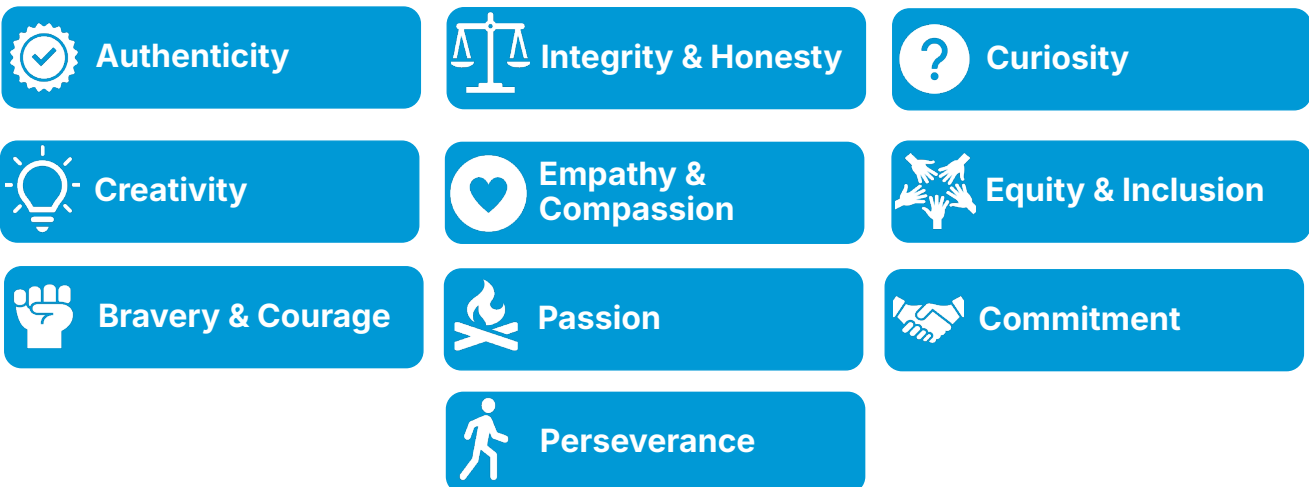 Authenticity
Integrity & Honesty
Curiosity
Creativity
Empathy &
Compassion
Equity & Inclusion
Bravery & Courage
Passion
Commitment
Perseverance